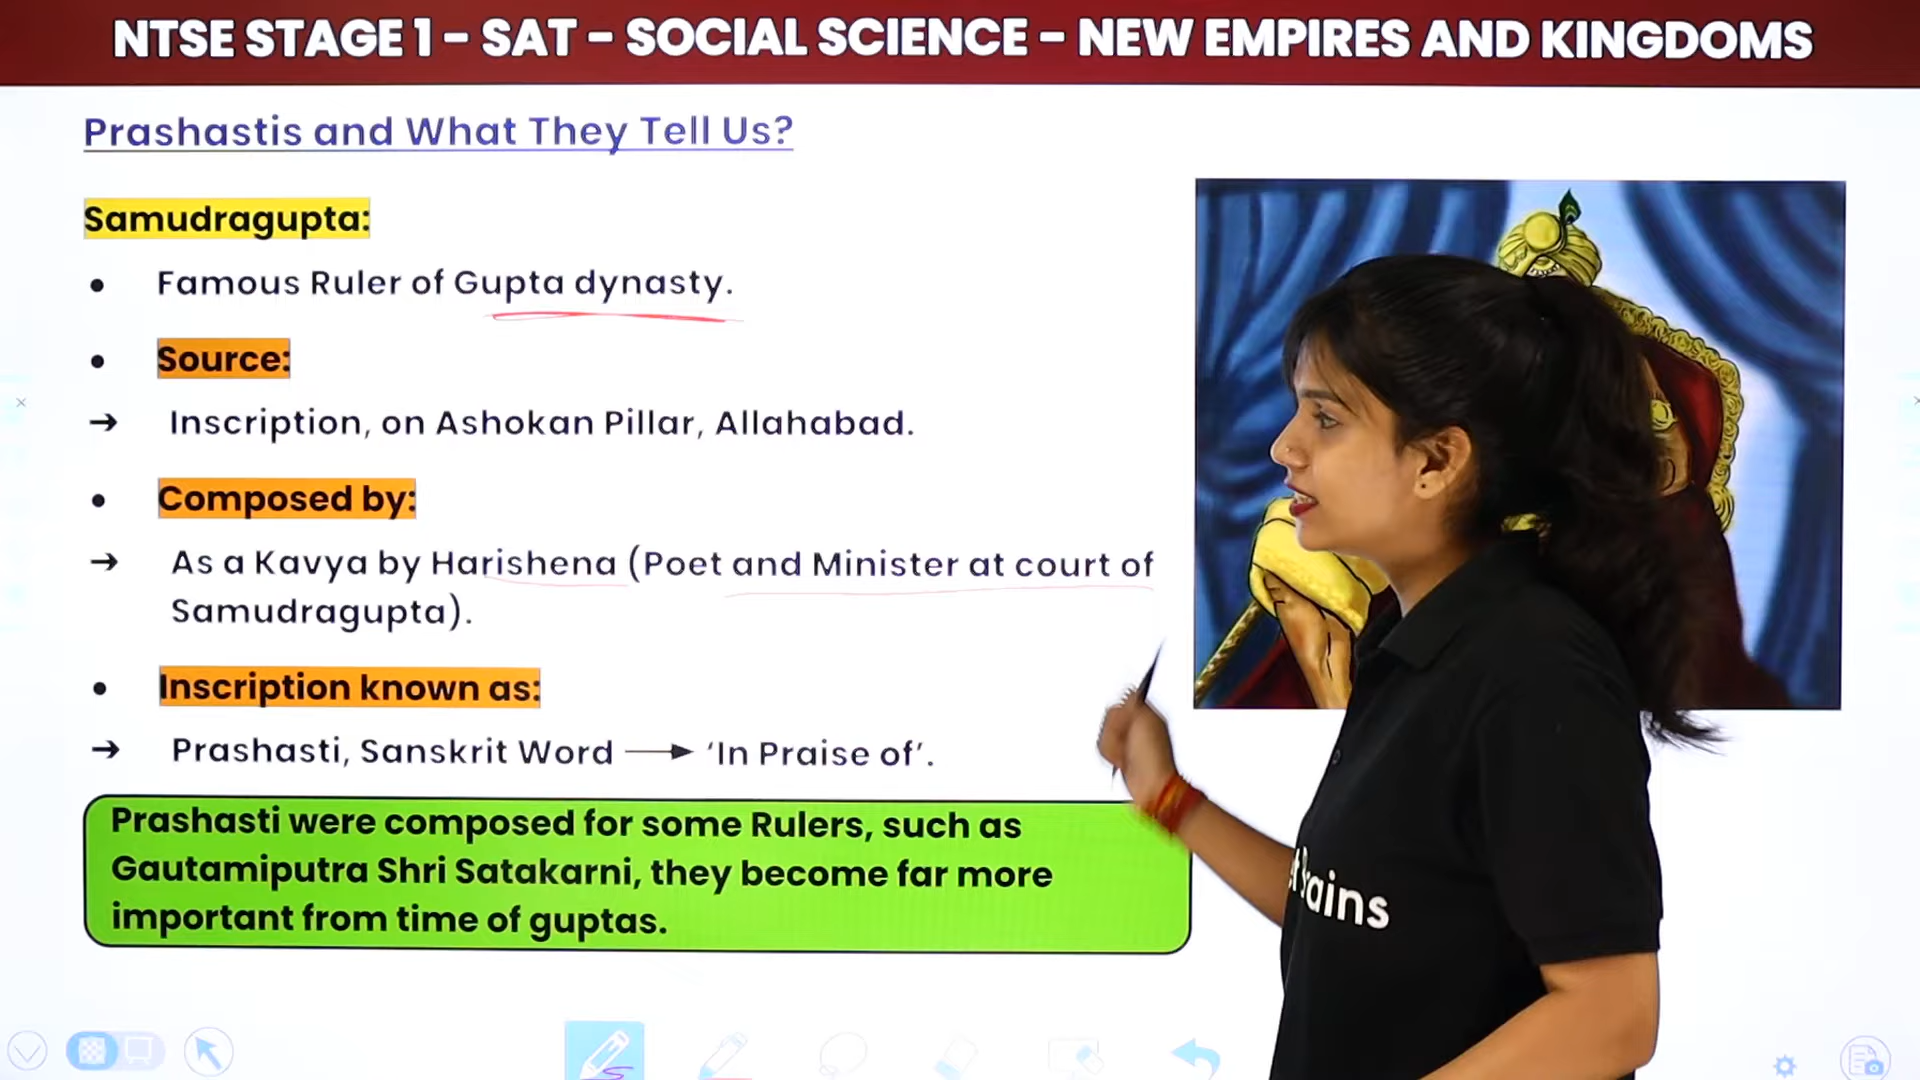 NTSE STAGE 1 – SAT – SOCIAL SCIENCE – NEW EMPIRES AND KINGDOMS
Prashastis and What They Tell Us?
Samudragupta:
● Famous Ruler of Gupta dynasty.
● Source:
➔ Inscription, on Ashokan Pillar, Allahabad.
● Composed by:
➔ As a Kavya by Harishena (Poet and Minister at court of
Samudragupta).
● Inscription known as:
➔ Prashasti, Sanskrit Word ⟶ ‘In Praise of’.
Prashasti were composed for some Rulers, such as
Gautamiputra Shri Satakarni, they become far more
important from time of guptas.